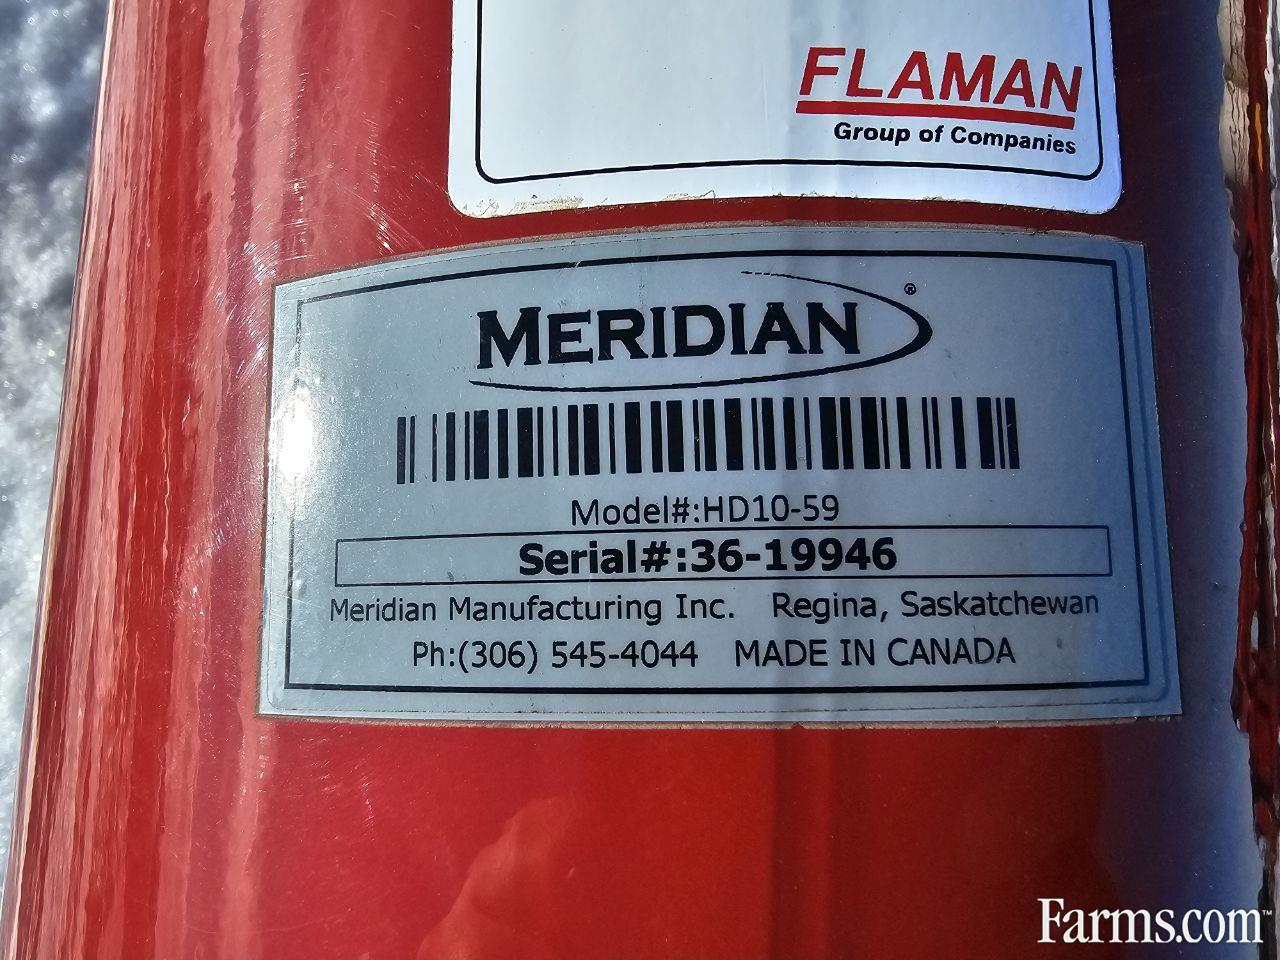 FLAMAN
Group of Companies
MERIDIAN®
Model#:HD10-59
Serial#:36-19946
Meridian Manufacturing Inc. Regina, Saskatchewan
Ph:(306) 545-4044 MADE IN CANADA
Farms.com™